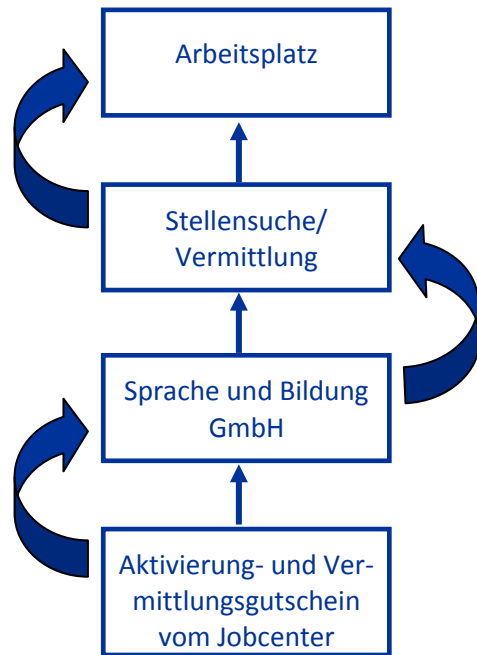 Arbeitsplatz
Stellensuche/
Vermittlung
Sprache und Bildung
GmbH
Aktivierung- und Ver-
mittlungsgutschein
vom Jobcenter